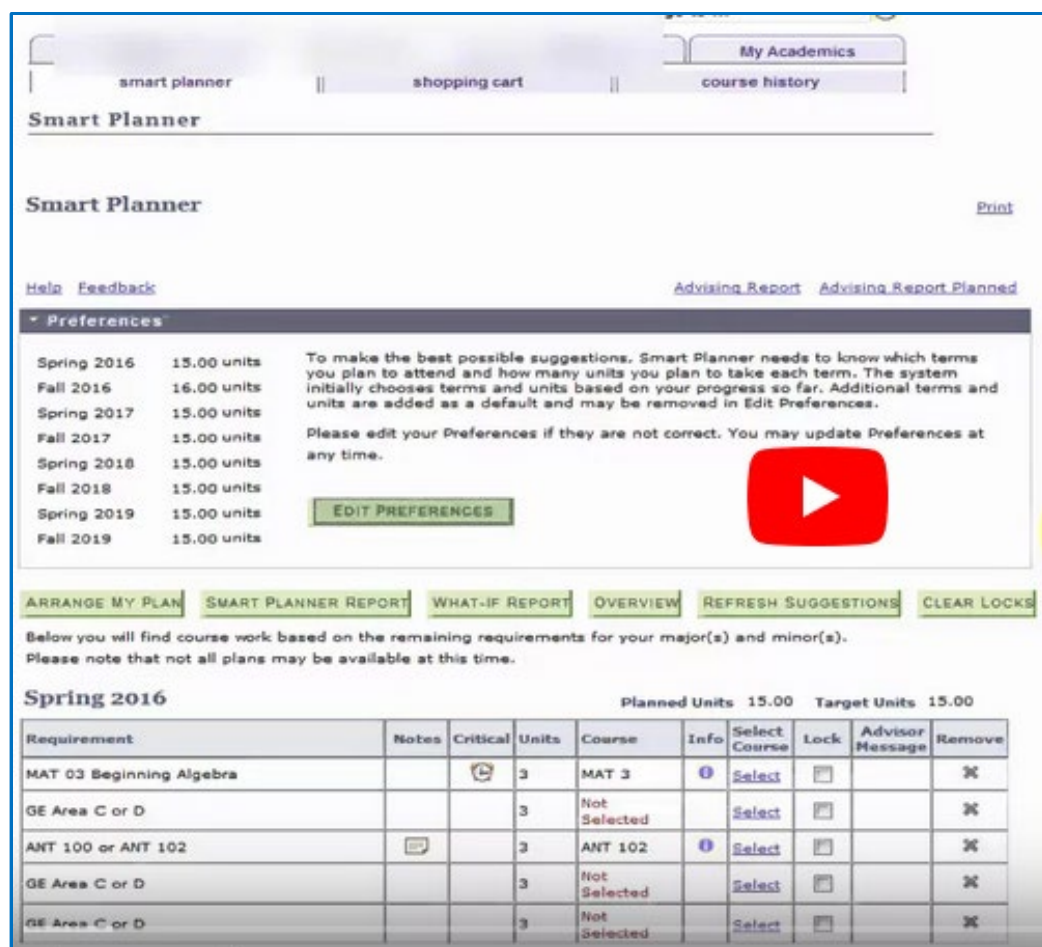 My Academics
smart planner || shopping cart || course history
Smart Planner
Smart Planner Print
Help Feedback Advising Report Advising Report Planned
Preferences
Spring 2016 15.00 units
Fall 2016 16.00 units
Spring 2017 15.00 units
Fall 2017 15.00 units
Spring 2018 15.00 units
Fall 2018 15.00 units
Spring 2019 15.00 units
Fall 2019 15.00 units
To make the best possible suggestions, Smart Planner needs to know which terms
you plan to attend and how many units you plan to take each term. The system
initially chooses terms and units based on your progress so far. Additional terms and
units are added as a default and may be removed in Edit Preferences.
Please edit your Preferences if they are not correct. You may update Preferences at
any time.
EDIT PREFERENCES
ARRANGE MY PLAN SMART PLANNER REPORT WHAT-IF REPORT OVERVIEW REFRESH SUGGESTIONS CLEAR LOCKS
Below you will find course work based on the remaining requirements for your major(s) and minor(s).
Please note that not all plans may be available at this time.
Spring 2016 Planned Units 15.00 Target Units 15.00
Requirement Notes Critical Units Course Info Select Course Lock Advisor Message Remove
MAT 03 Beginning Algebra 3 MAT 3 Select
GE Area C or D 3 Not Selected Select
ANT 100 or ANT 102 3 ANT 102 Select
GE Area C or D 3 Not Selected Select
GE Area C or D 3 Not Selected Select